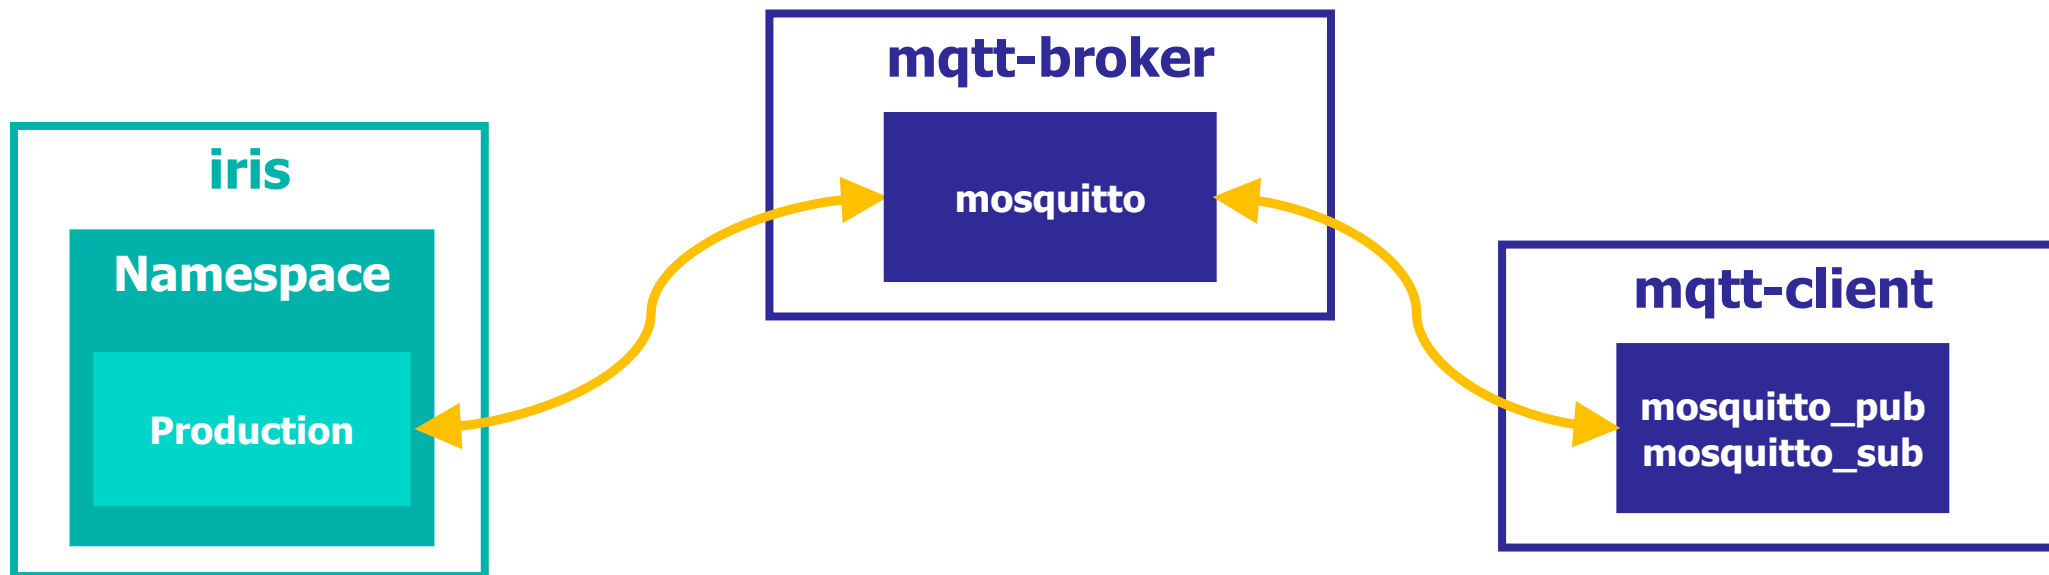 iris
Namespace
Production
mqtt-broker
mosquitto
mqtt-client
mosquitto_pub
mosquitto_sub